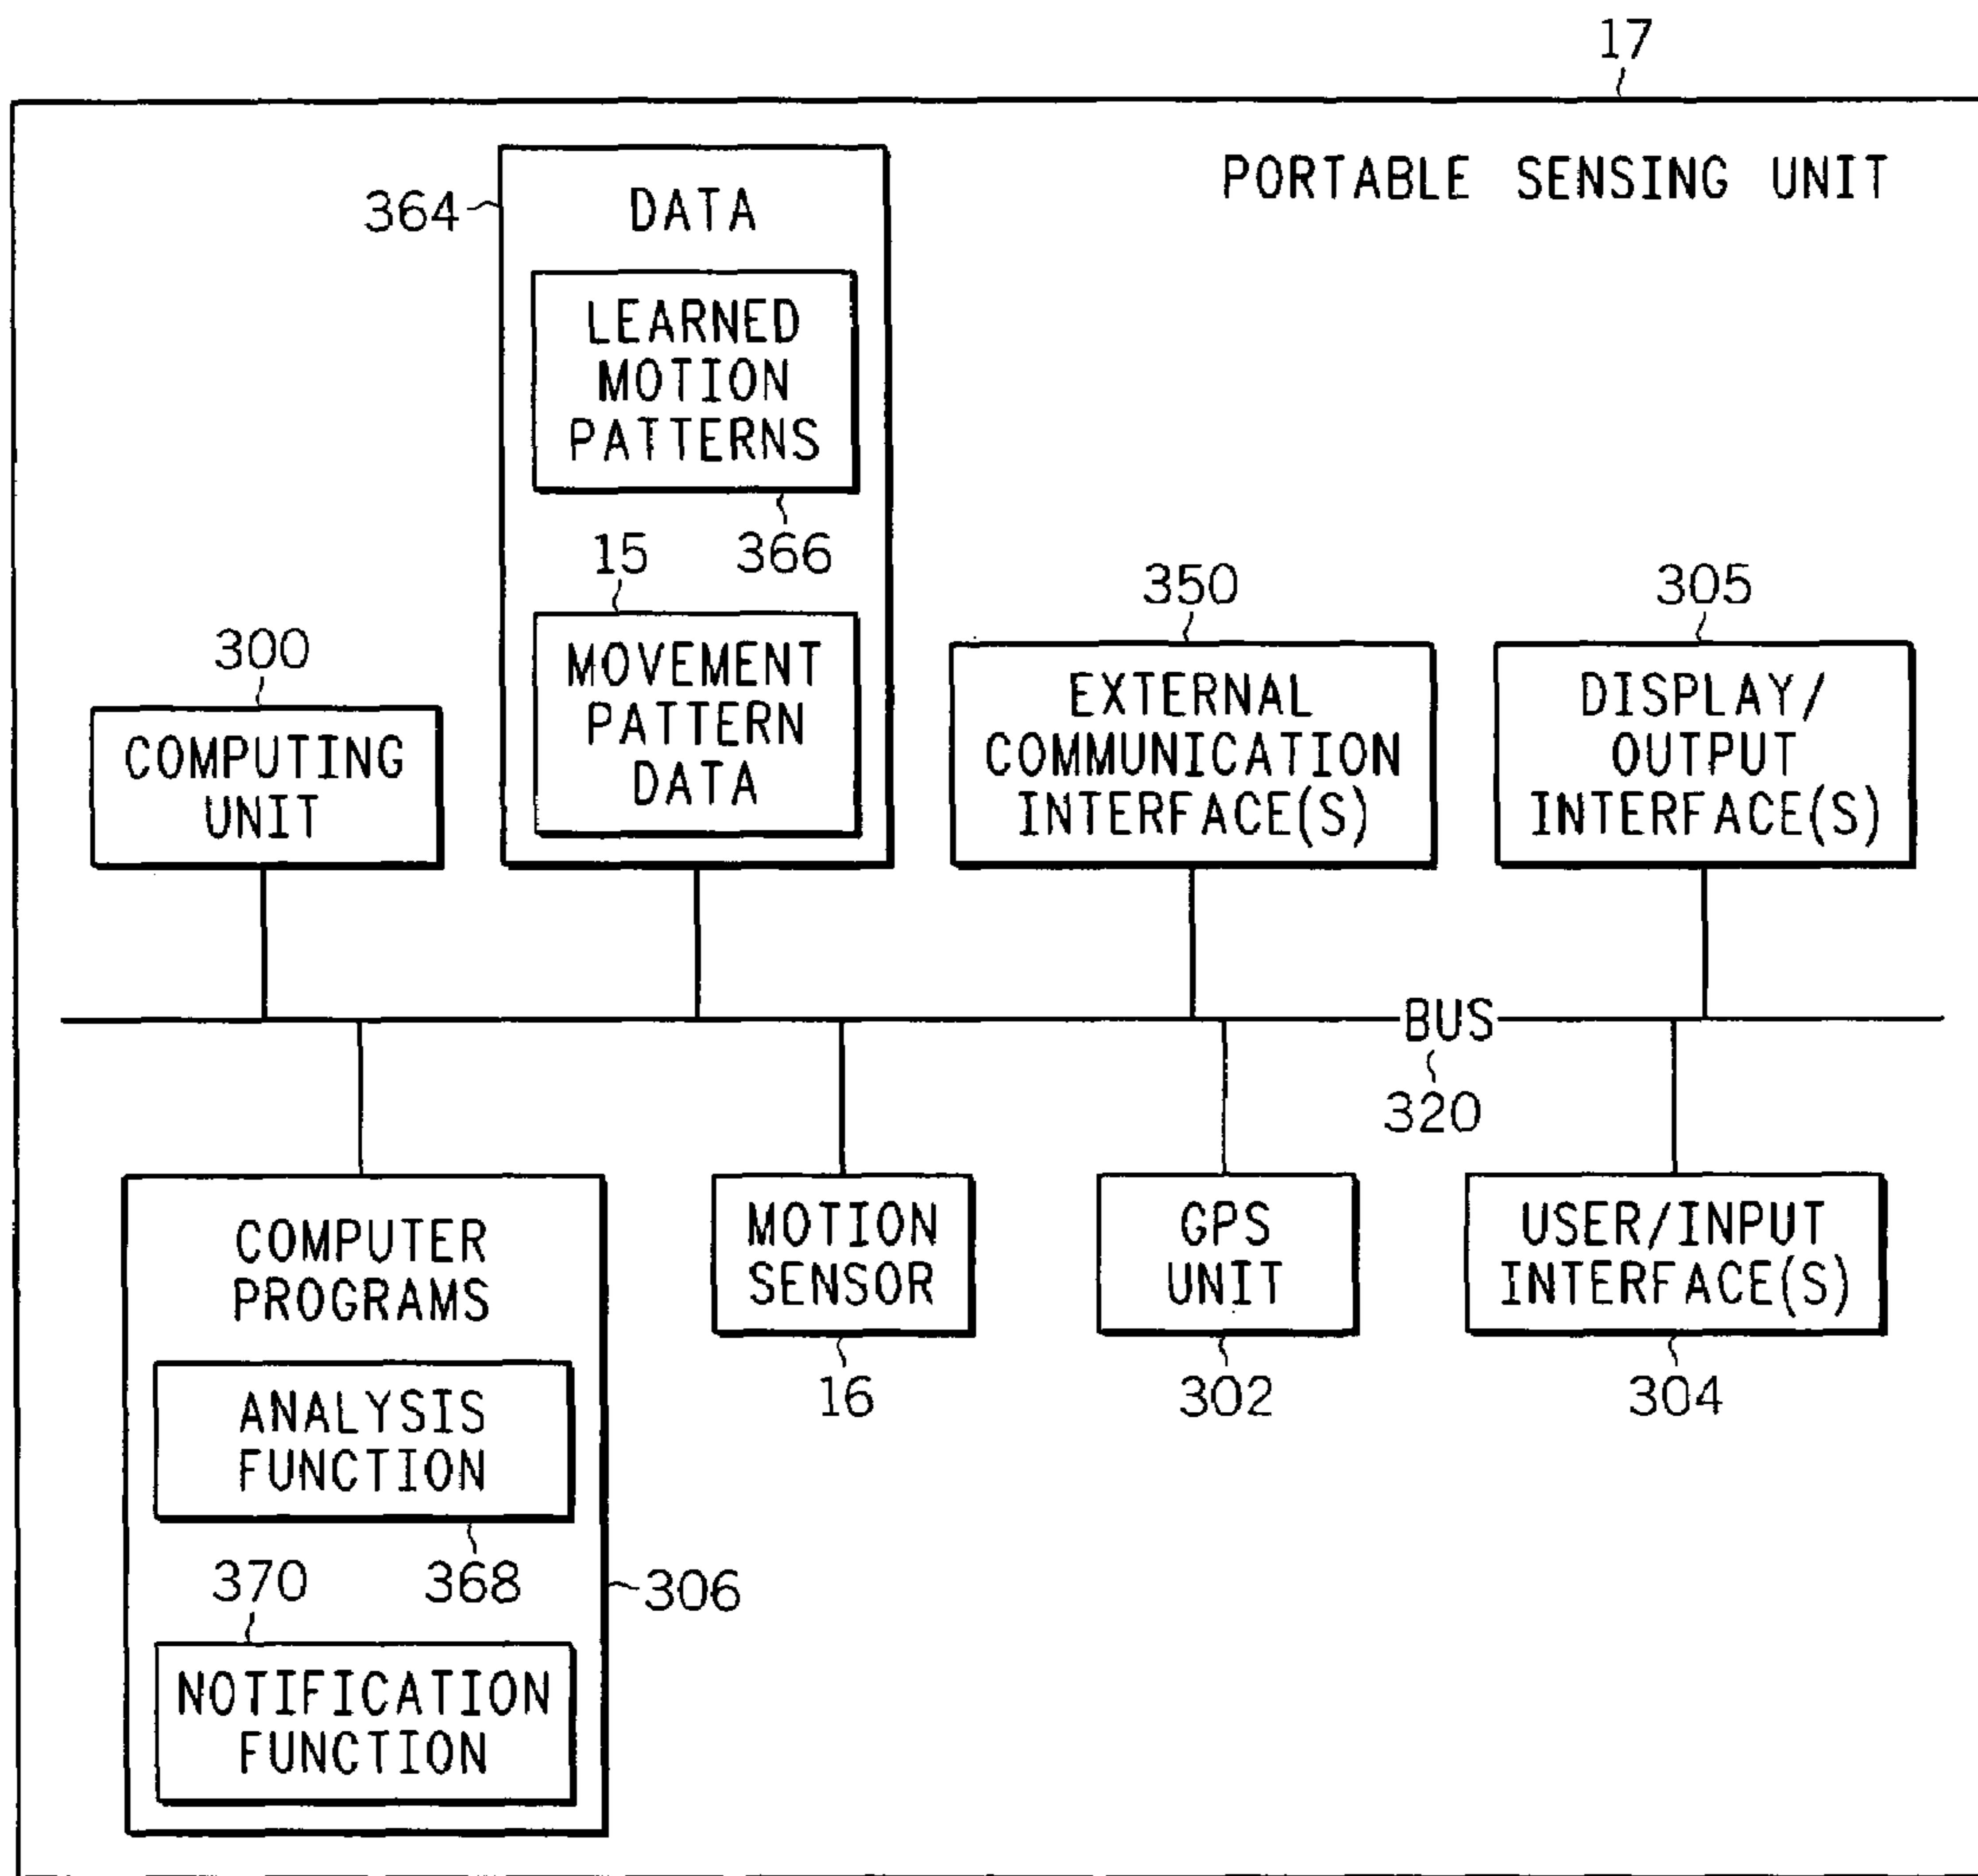 17
PORTABLE SENSING UNIT
364
DATA
LEARNED
MOTION
PATTERNS
366
15
MOVEMENT
PATTERN
DATA
300
COMPUTING
UNIT
350
EXTERNAL
COMMUNICATION
INTERFACE(S)
305
DISPLAY/
OUTPUT
INTERFACE(S)
BUS
320
COMPUTER
PROGRAMS
ANALYSIS
FUNCTION
368
370
NOTIFICATION
FUNCTION
306
MOTION
SENSOR
16
GPS
UNIT
302
USER/INPUT
INTERFACE(S)
304